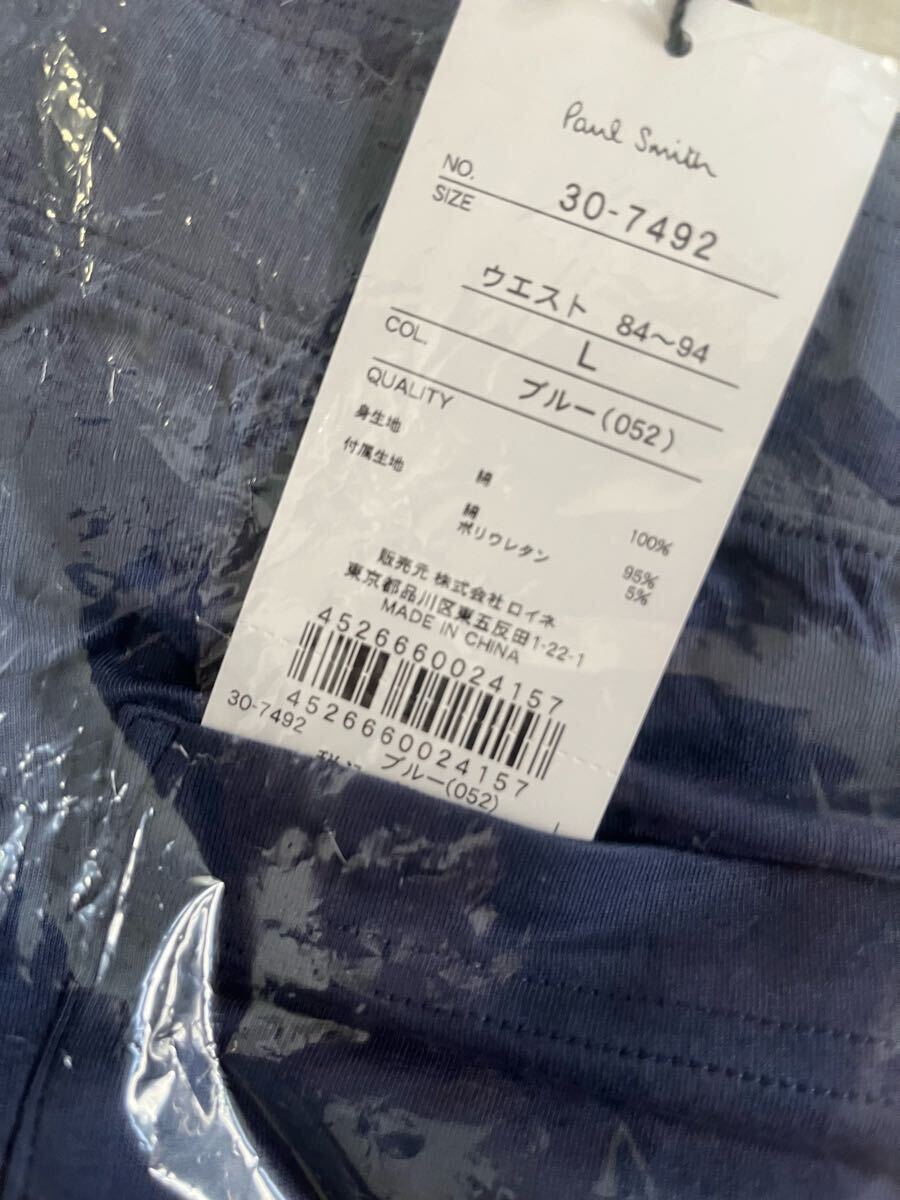 Paul Smith
NO. 30-7492
SIZE
ウエスト 84～94
L
COL. ブルー(052)
QUALITY
身生地 綿 100%
付属生地 綿 95%
ポリウレタン 5%
販売元 株式会社ロイネ
東京都品川区東五反田1-22-1
MADE IN CHINA
4526660024157
4526660024157
30-7492 ブルー(052)
L